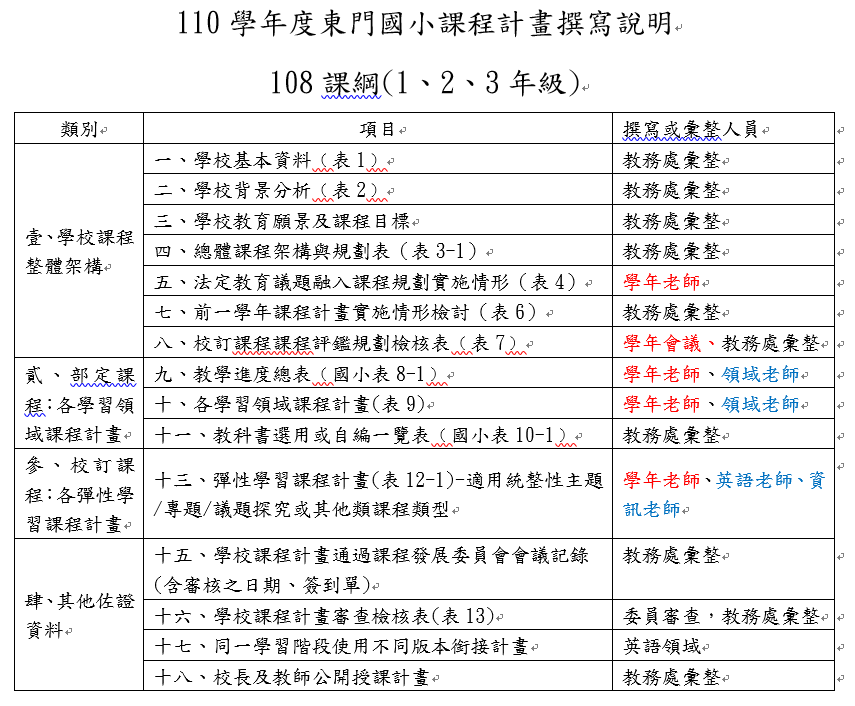 110 學年度東門國小課程計畫撰寫說明
108 課綱(1、2、3 年級)
類別 項目 撰寫或彙整人員
壹、學校課程
整體架構
一、學校基本資料（表 1） 教務處彙整
二、學校背景分析（表 2） 教務處彙整
三、學校教育願景及課程目標 教務處彙整
四、總體課程架構與規劃表（表 3-1） 教務處彙整
五、法定教育議題融入課程規劃實施情形（表 4） 學年老師
七、前一學年課程計畫實施情形檢討（表 6） 教務處彙整
八、校訂課程課程評鑑規劃檢核表（表 7） 學年會議、教務處彙整
貳、部定課
程：各學習領
域課程計畫
九、教學進度總表（國小表 8-1） 學年老師、領域老師
十、各學習領域課程計畫(表 9) 學年老師、領域老師
十一、教科書選用或自編一覽表（國小表 10-1） 教務處彙整
參、校訂課
程：各彈性學
習課程計畫
十三、彈性學習課程計畫(表 12-1)-適用統整性主題
/專題/議題探究或其他類課程類型
學年老師、英語老師、資
訊老師
肆、其他佐證
資料
十五、學校課程計畫通過課程發展委員會會議記錄
(含審核之日期、簽到單)
教務處彙整
十六、學校課程計畫審查檢核表(表 13) 委員審查，教務處彙整
十七、同一學習階段使用不同版本銜接計畫 英語領域
十八、校長及教師公開授課計畫 教務處彙整